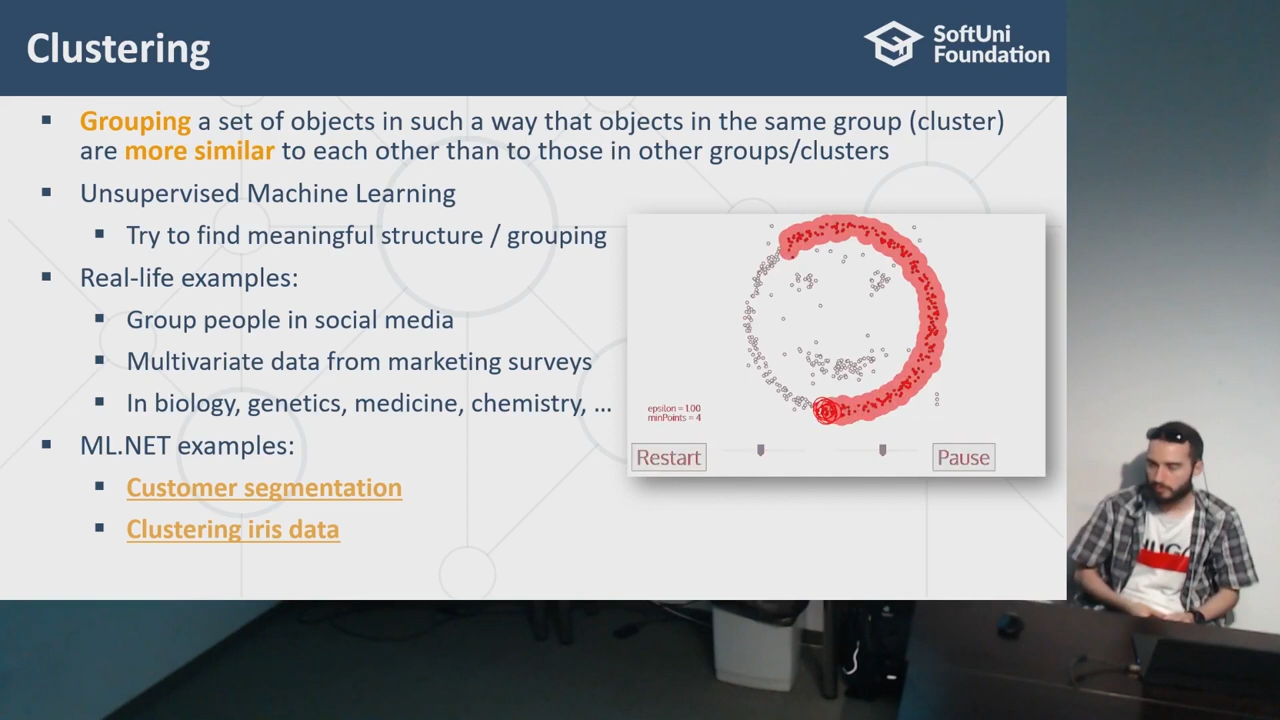 Clustering
SoftUni
Foundation
Grouping a set of objects in such a way that objects in the same group (cluster)
are more similar to each other than to those in other groups/clusters
Unsupervised Machine Learning
Try to find meaningful structure / grouping
Real-life examples:
Group people in social media
Multivariate data from marketing surveys
In biology, genetics, medicine, chemistry, ...
ML.NET examples:
Customer segmentation
Clustering iris data
epsilon = 1.00
minPoints = 4
Restart
Pause
HUGO